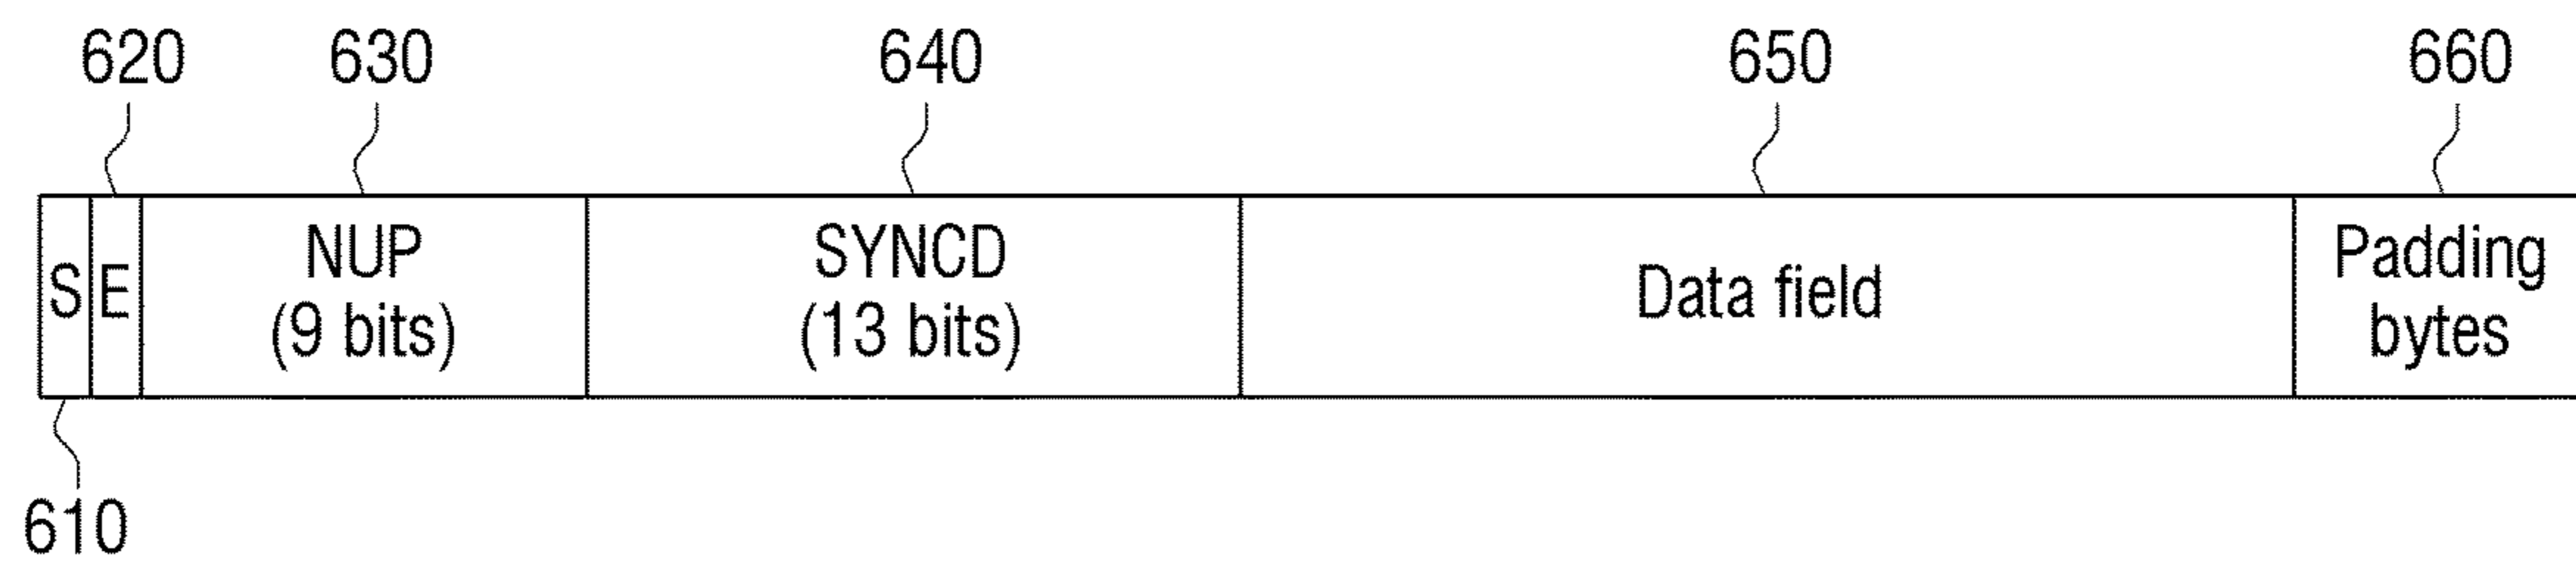 620 630 640 650 660
S E NUP (9 bits) SYNCD (13 bits) Data field Padding bytes
610